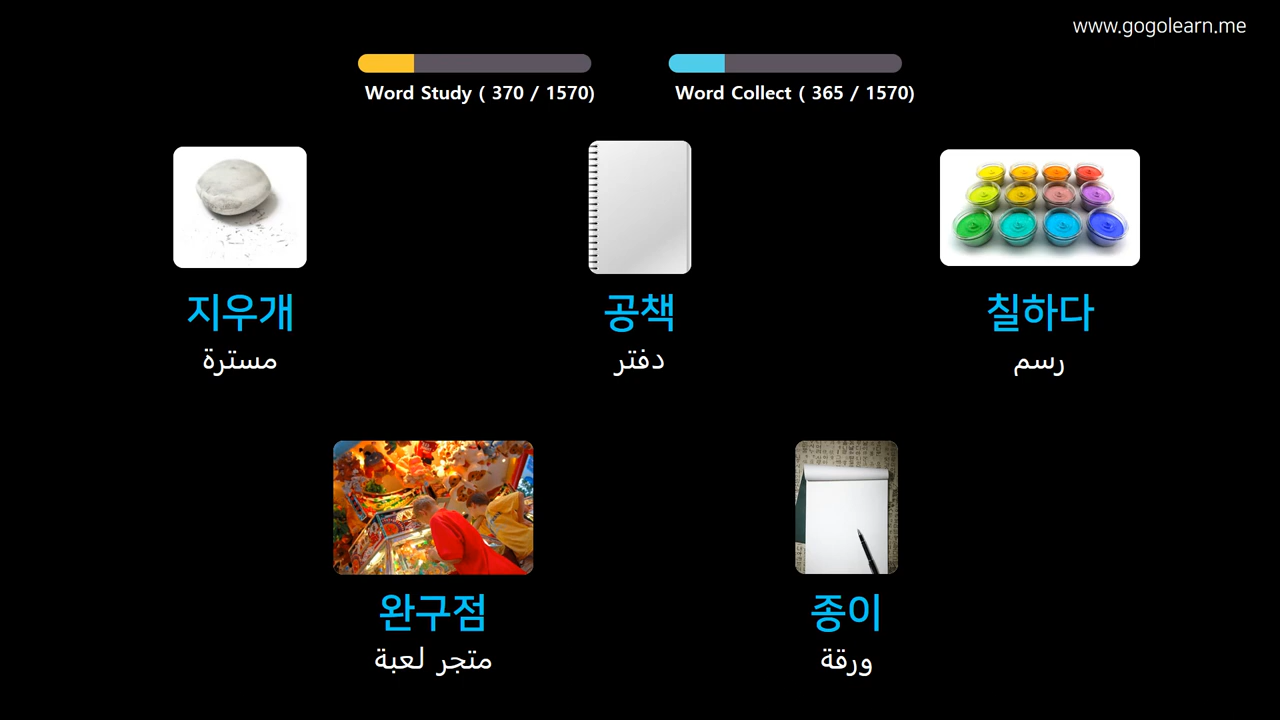 www.gogolearn.me
Word Study ( 370 / 1570)
Word Collect ( 365 / 1570)
지우개
공책
칠하다
مسترة
دفتر
رسم
완구점
종이
متجر لعبة
ورقة